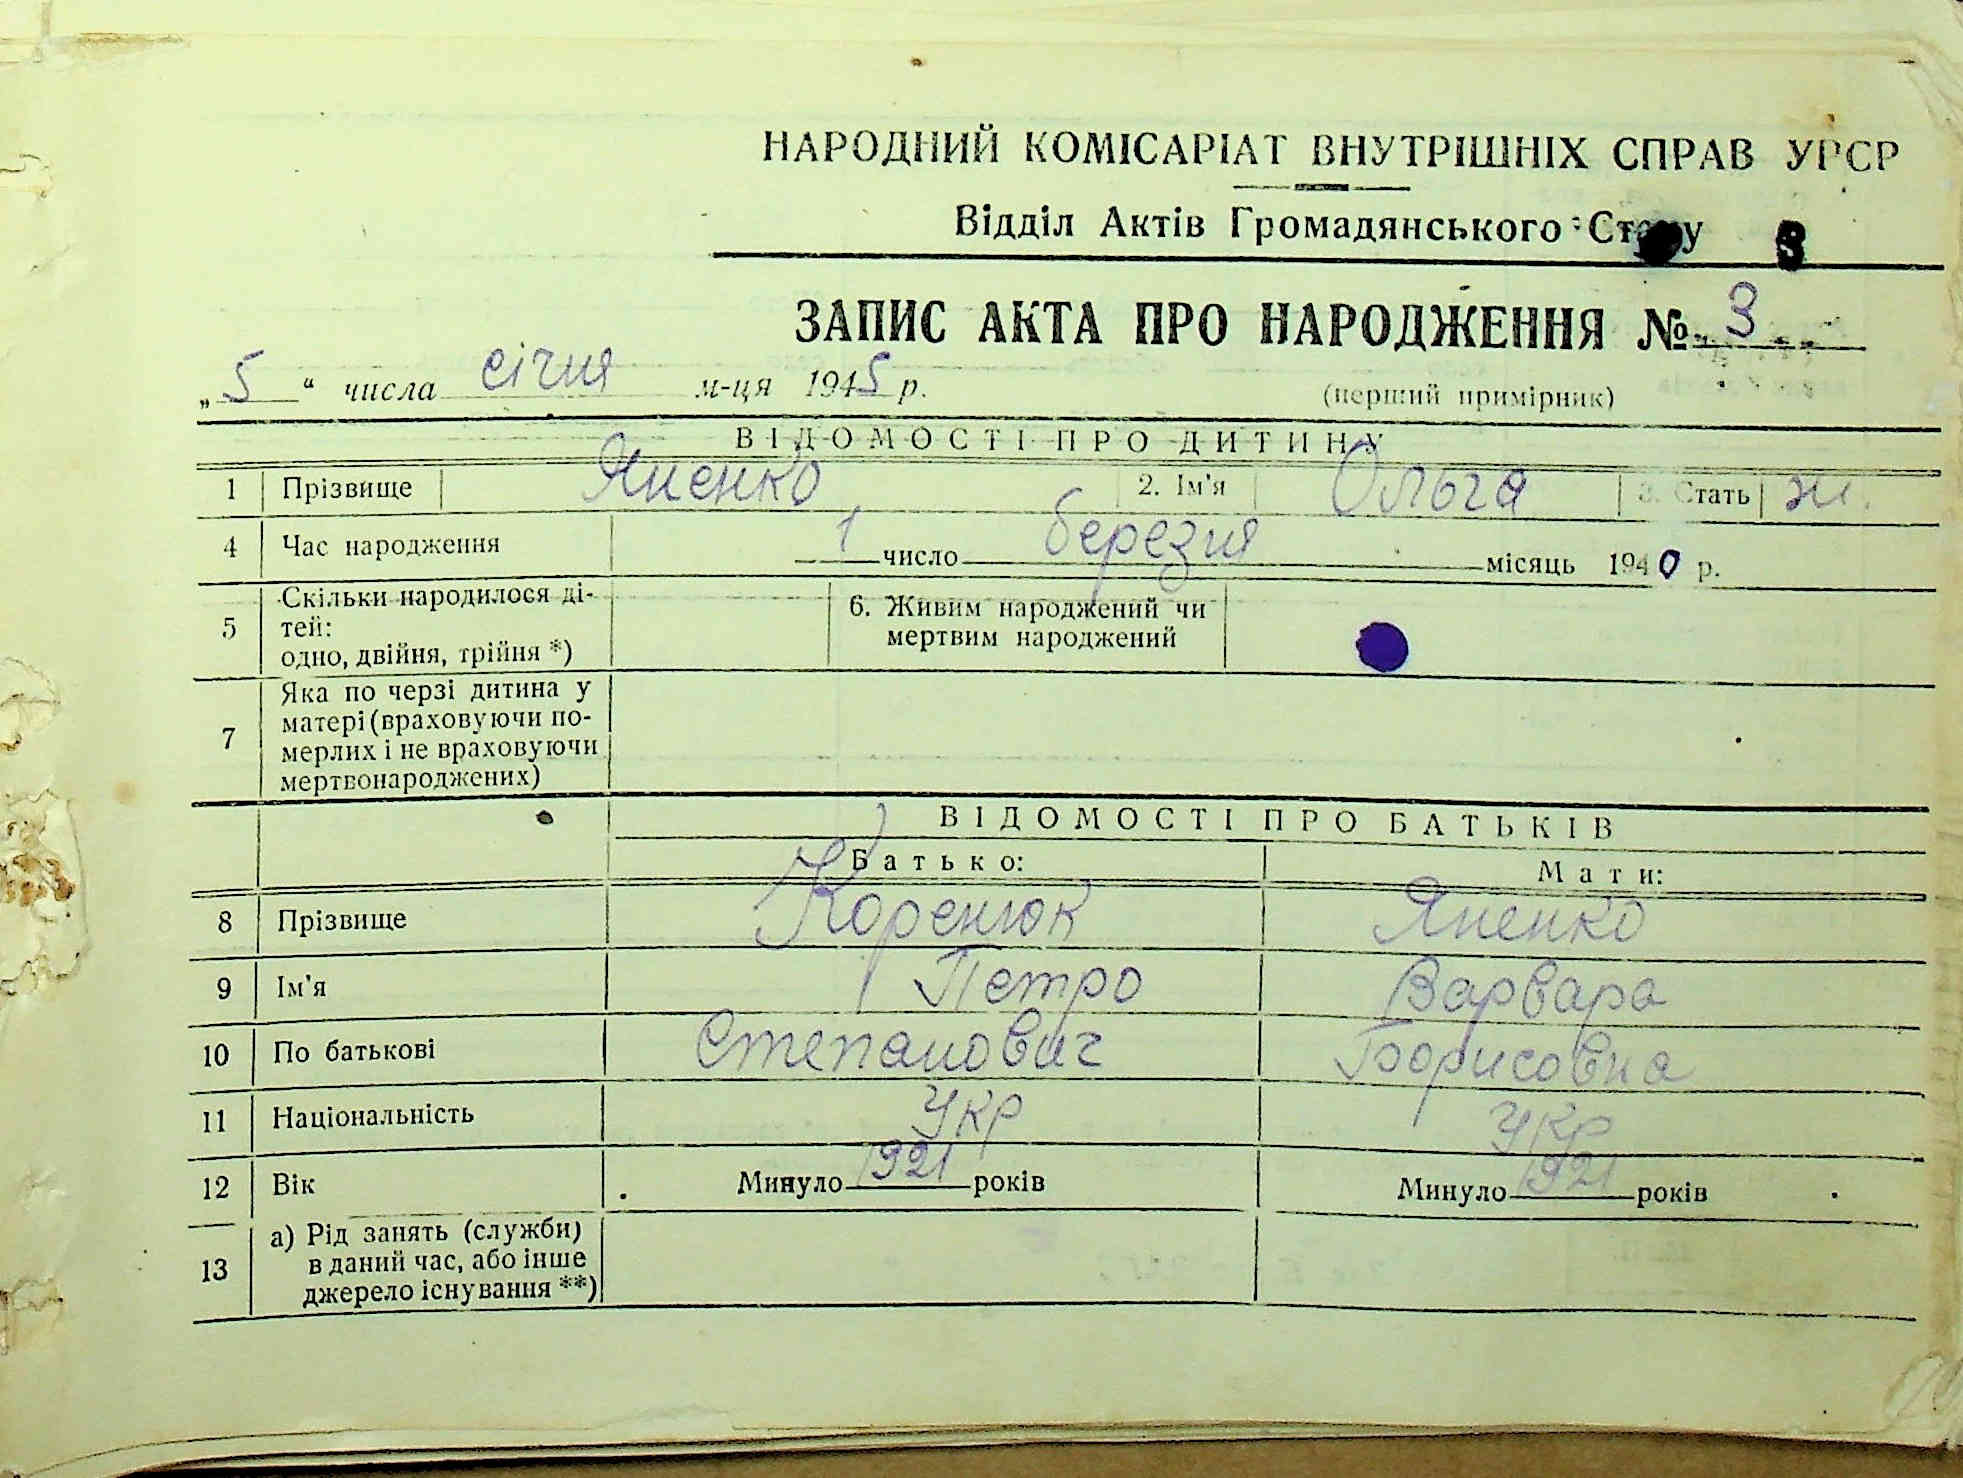 НАРОДНИЙ КОМІСАРІАТ ВНУТРІШНІХ СПРАВ УРСР
Відділ Актів Громадянського Стану 3
ЗАПИС АКТА ПРО НАРОДЖЕННЯ № 3
„5“ числа січня м-ця 1945 р. (перший примірник)
ВІДОМОСТІ ПРО ДИТИНУ
1 Прізвище Яненко 2. Ім'я Ольга 3. Стать ж.
4 Час народження 1 число березня місяць 1940 р.
5 Скільки народилося ді-
тей:
одно, двійня, трійня *)
6. Живим народжений чи
мертвим народжений
7 Яка по черзі дитина у
матері (враховуючи по-
мерлих і не враховуючи
мертвонароджених)
ВІДОМОСТІ ПРО БАТЬКІВ
Батько: Мати:
8 Прізвище Коренюк Яненко
9 Ім'я Петро Варвара
10 По батькові Степанович Борисовна
11 Національність Укр Укр
12 Вік Минуло 1921 років Минуло 1921 років
13 а) Рід занять (служби)
в даний час, або інше
джерело існування **)